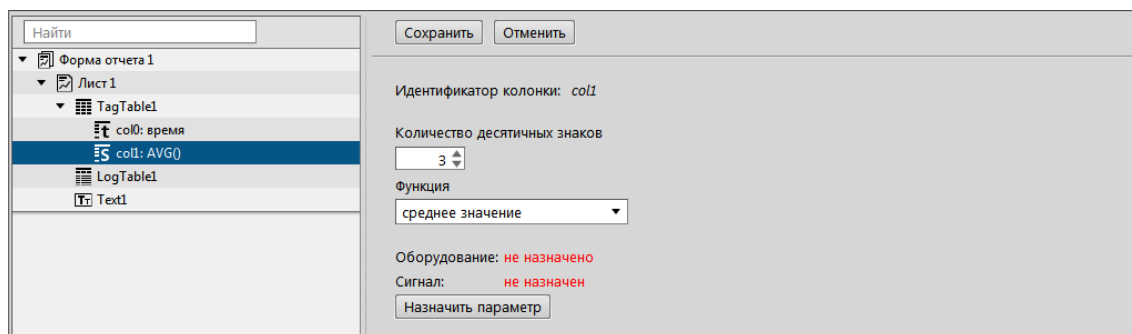 Найти
Форма отчета 1
Лист 1
TagTable1
col0: время
col1: AVG()
LogTable1
Text1
Сохранить Отменить
Идентификатор колонки: col1
Количество десятичных знаков
3
Функция
среднее значение
Оборудование: не назначено
Сигнал: не назначен
Назначить параметр